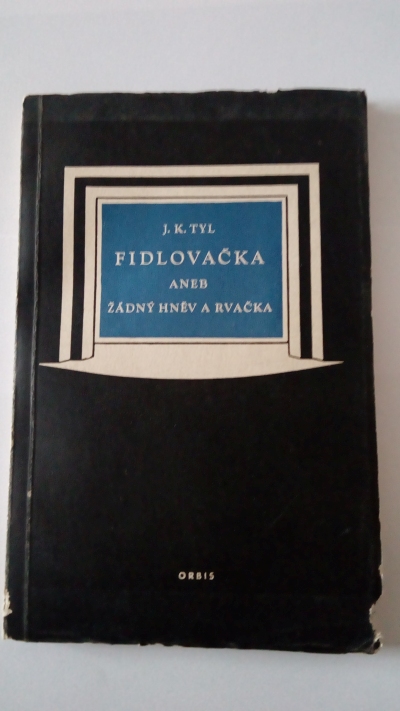 J. K. TYL
FIDLOVAČKA
ANEB
ŽÁDNÝ HNĚV A RVAČKA
ORBIS